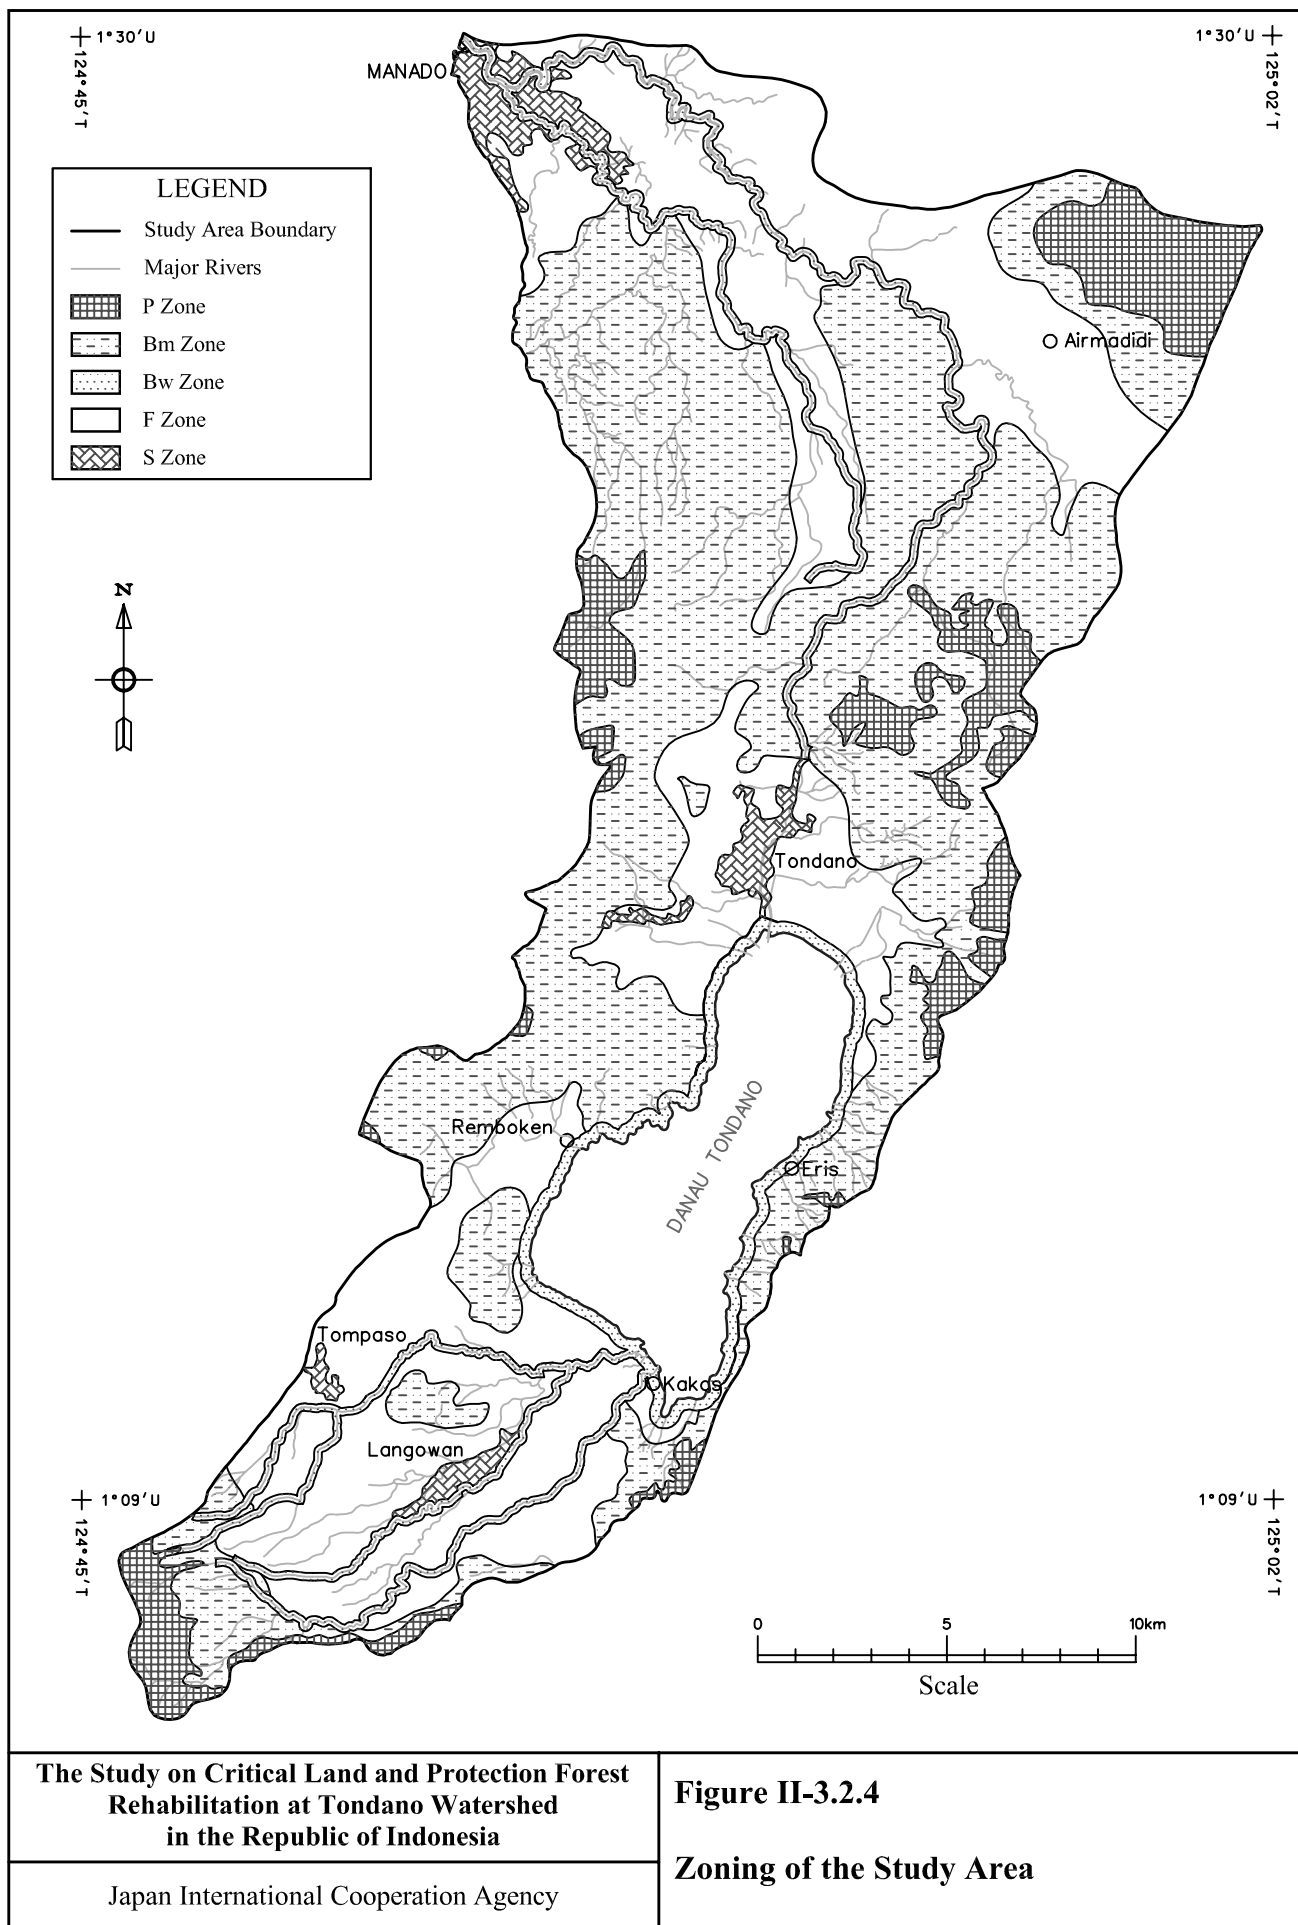 1°30'U
124°45'T
MANADO
1°30'U
125°02'T
LEGEND
Study Area Boundary
Major Rivers
P Zone
Bm Zone
Bw Zone
F Zone
S Zone
Airmadidi
N
Tondano
DANAU TONDANO
Remboken
Eris
Tompaso
Kakas
Langowan
1°09'U
124°45'T
1°09'U
125°02'T
0 5 10km
Scale
The Study on Critical Land and Protection Forest
Rehabilitation at Tondano Watershed
in the Republic of Indonesia
Japan International Cooperation Agency
Figure II-3.2.4
Zoning of the Study Area